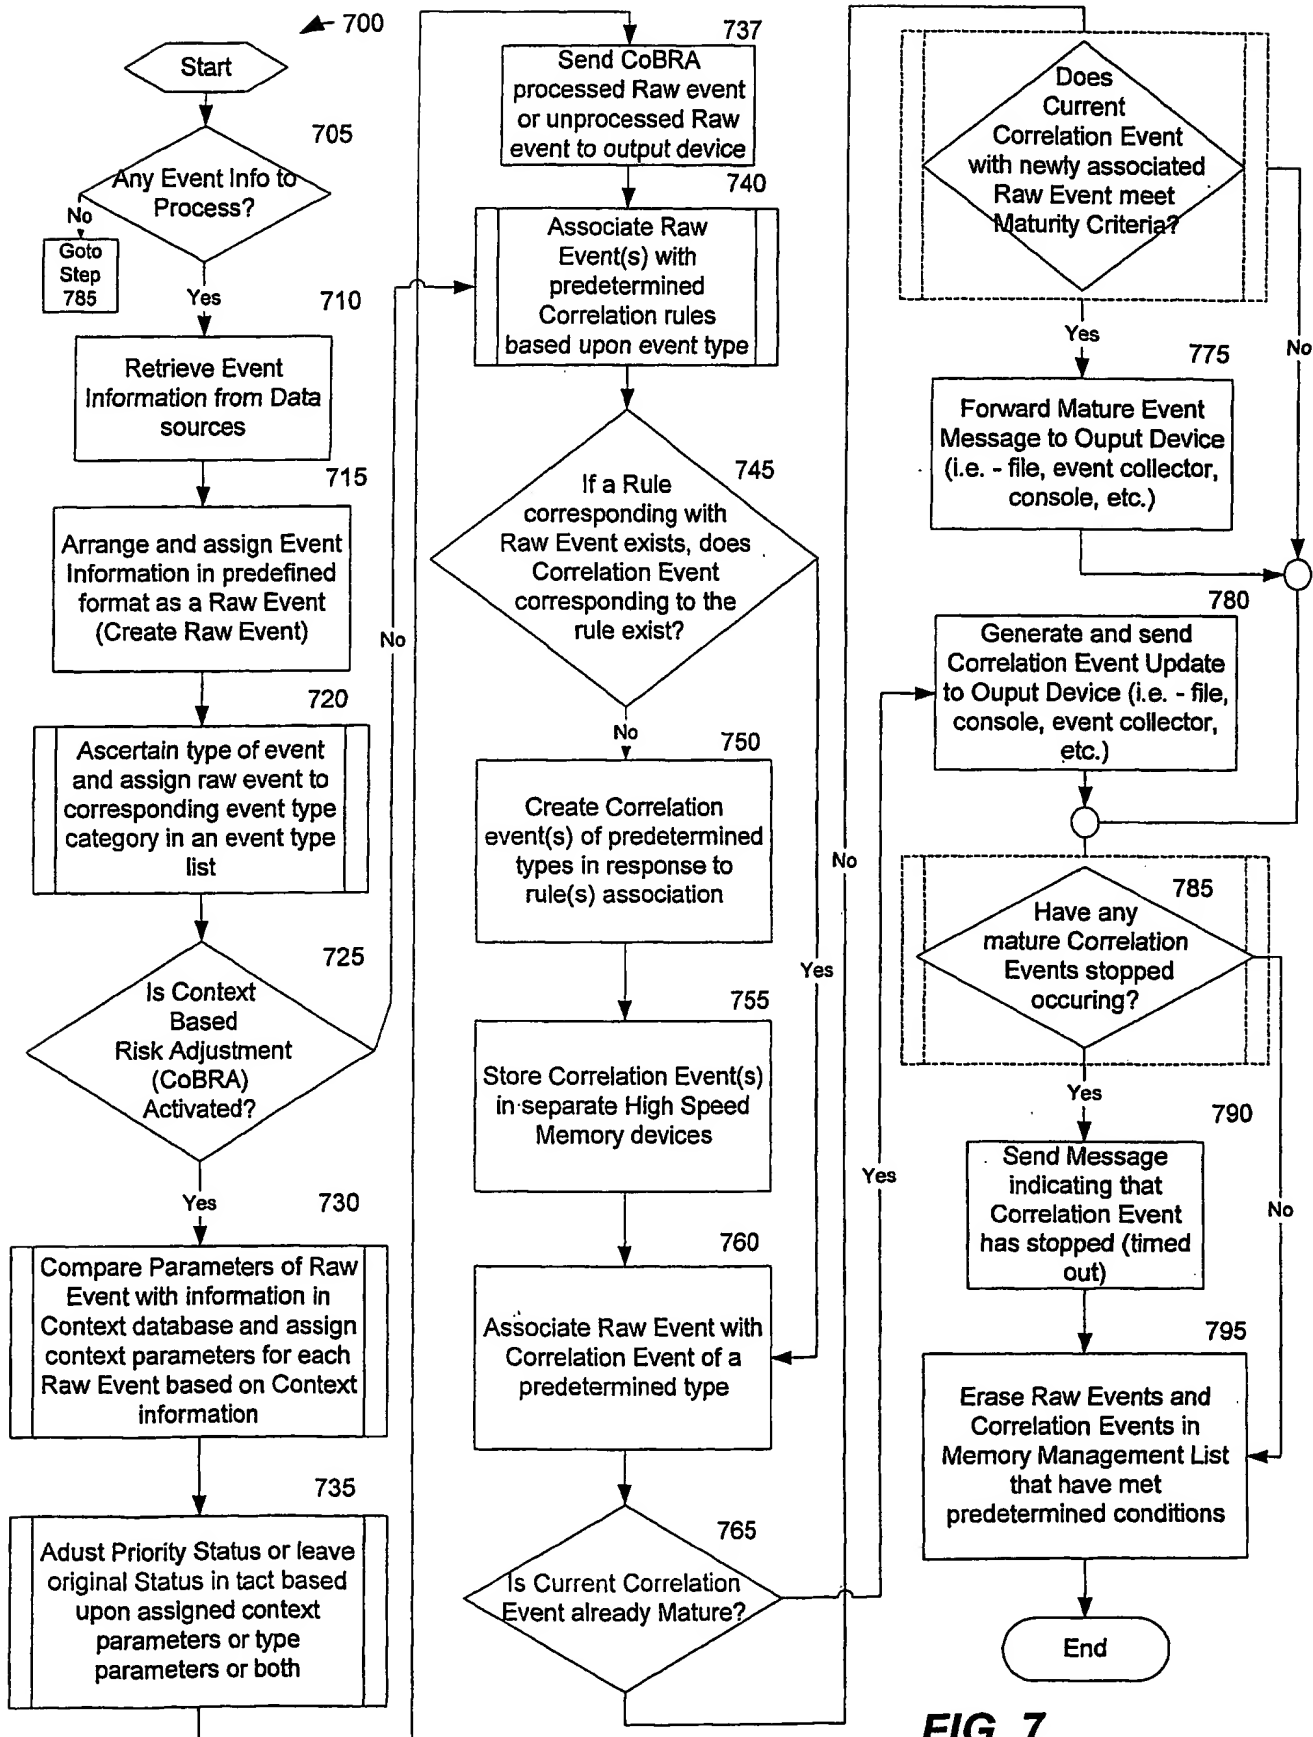 700
Start
705
Any Event Info to
Process?
No
Goto
Step
785
Yes
710
Retrieve Event
Information from Data
sources
715
Arrange and assign Event
Information in predefined
format as a Raw Event
(Create Raw Event)
720
Ascertain type of event
and assign raw event to
corresponding event type
category in an event type
list
725
Is Context
Based
Risk Adjustment
(CoBRA)
Activated?
No
Yes
730
Compare Parameters of Raw
Event with information in
Context database and assign
context parameters for each
Raw Event based on Context
information
735
Adust Priority Status or leave
original Status in tact based
upon assigned context
parameters or type
parameters or both
737
Send CoBRA
processed Raw event
or unprocessed Raw
event to output device
740
Associate Raw
Event(s) with
predetermined
Correlation rules
based upon event type
745
If a Rule
corresponding with
Raw Event exists, does
Correlation Event
corresponding to the
rule exist?
No
Yes
750
Create Correlation
event(s) of predetermined
types in response to
rule(s) association
755
Store Correlation Event(s)
in separate High Speed
Memory devices
760
Associate Raw Event with
Correlation Event of a
predetermined type
765
Is Current Correlation
Event already Mature?
No
Yes
Does
Current
Correlation Event
with newly associated
Raw Event meet
Maturity Criteria?
Yes
No
775
Forward Mature Event
Message to Ouput Device
(i.e. - file, event collector,
console, etc.)
780
Generate and send
Correlation Event Update
to Ouput Device (i.e. - file,
console, event collector,
etc.)
785
Have any
mature Correlation
Events stopped
occuring?
Yes
No
790
Send Message
indicating that
Correlation Event
has stopped (timed
out)
795
Erase Raw Events and
Correlation Events in
Memory Management List
that have met
predetermined conditions
End
FIG. 7